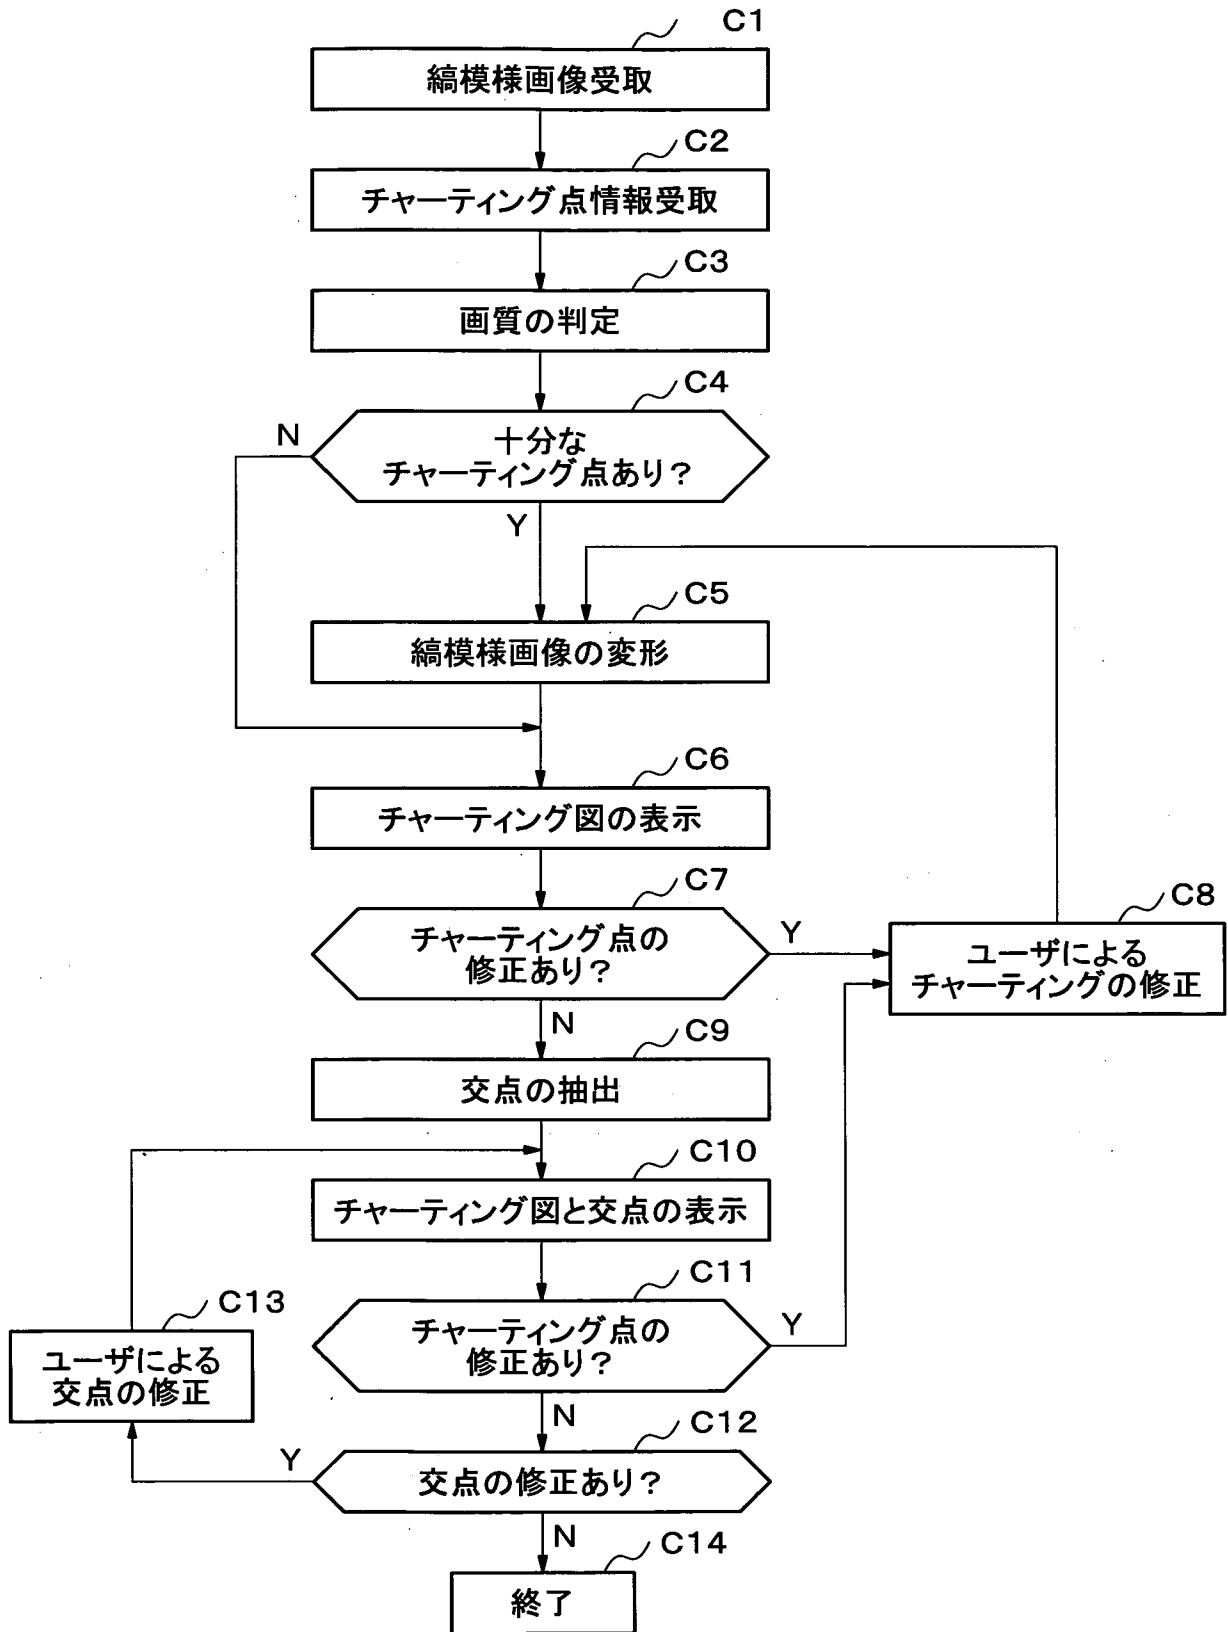 C1
縞模様画像受取
C2
チャーティング点情報受取
C3
画質の判定
C4
N
十分な
チャーティング点あり？
Y
C5
縞模様画像の変形
C6
チャーティング図の表示
C7
チャーティング点の
修正あり？
Y
C8
ユーザによる
チャーティングの修正
N
C9
交点の抽出
C10
チャーティング図と交点の表示
C11
チャーティング点の
修正あり？
Y
C13
ユーザによる
交点の修正
N
C12
Y
交点の修正あり？
N
C14
終了